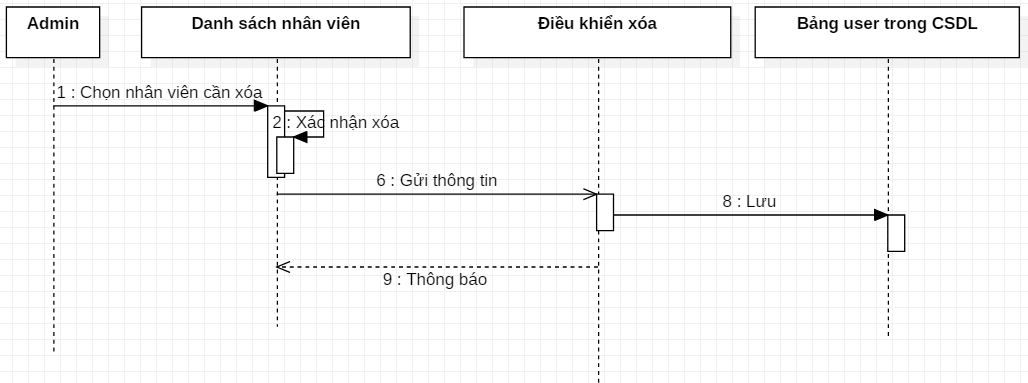 Admin
Danh sách nhân viên
Điều khiển xóa
Bảng user trong CSDL
1 : Chọn nhân viên cần xóa
2 : Xác nhận xóa
6 : Gửi thông tin
8 : Lưu
9 : Thông báo